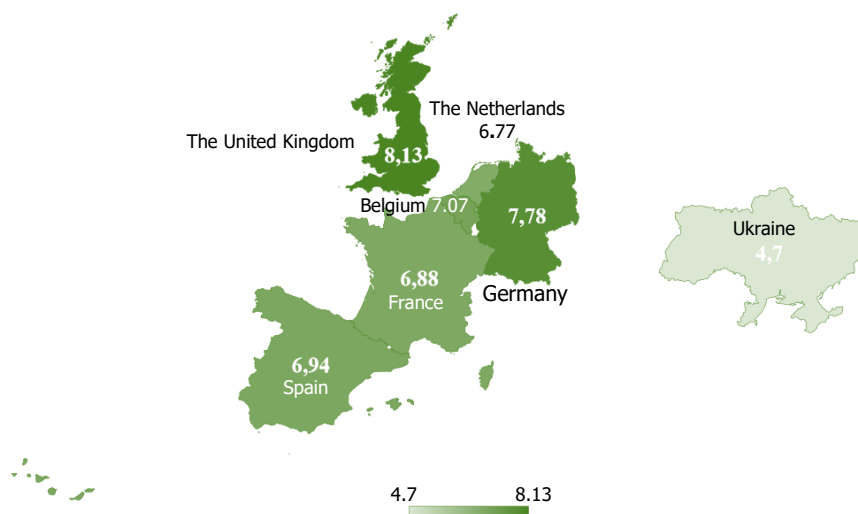 The Netherlands
6.77
The United Kingdom
8,13
Belgium 7.07
7,78
Ukraine
4,7
6,88
France
Germany
6,94
Spain
4.7
8.13